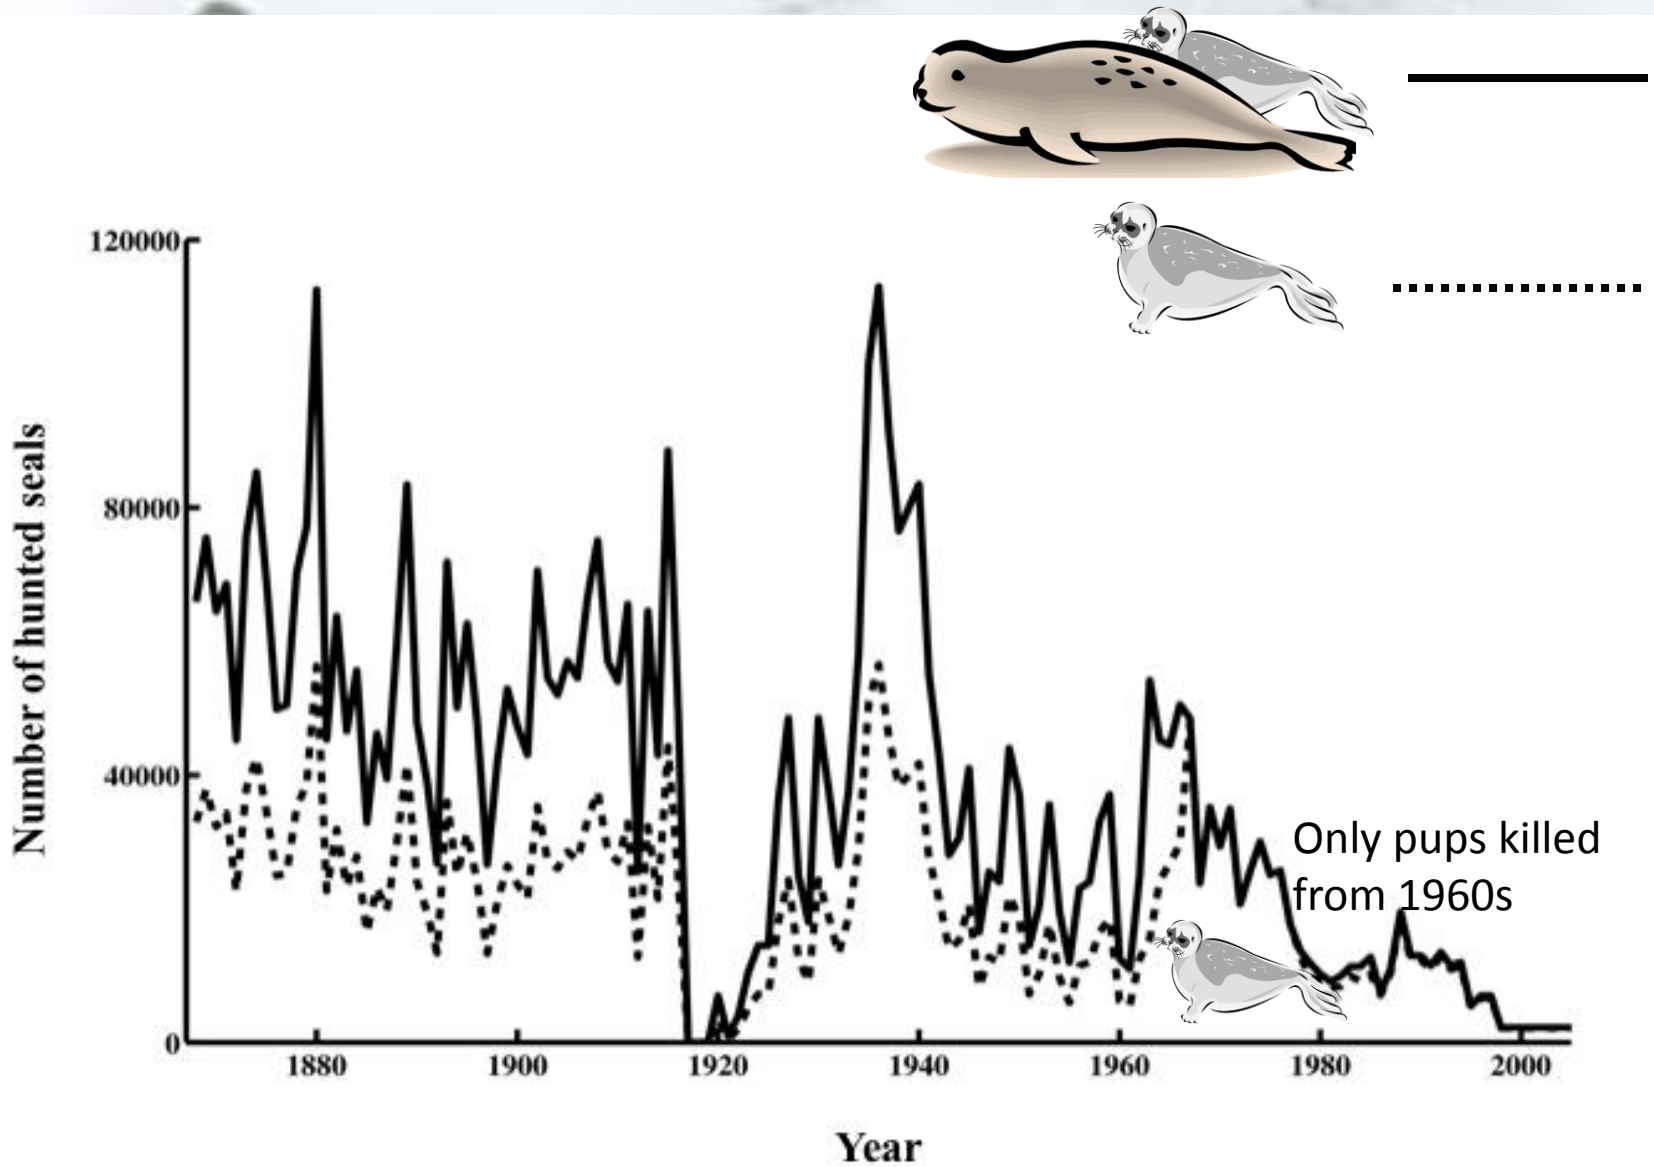 120000
80000
40000
0
Number of hunted seals
Only pups killed
from 1960s
1880 1900 1920 1940 1960 1980 2000
Year